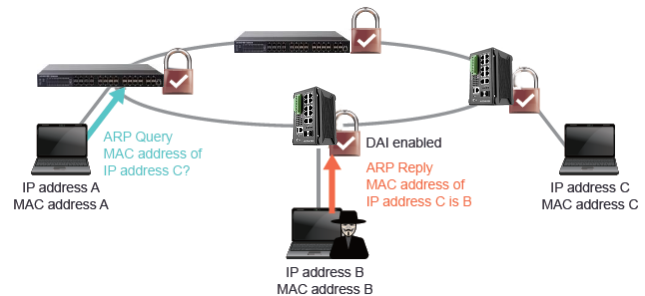 ARP Query
MAC address of
IP address C?
DAI enabled
ARP Reply
MAC address of
IP address C is B
IP address A
MAC address A
IP address C
MAC address C
IP address B
MAC address B